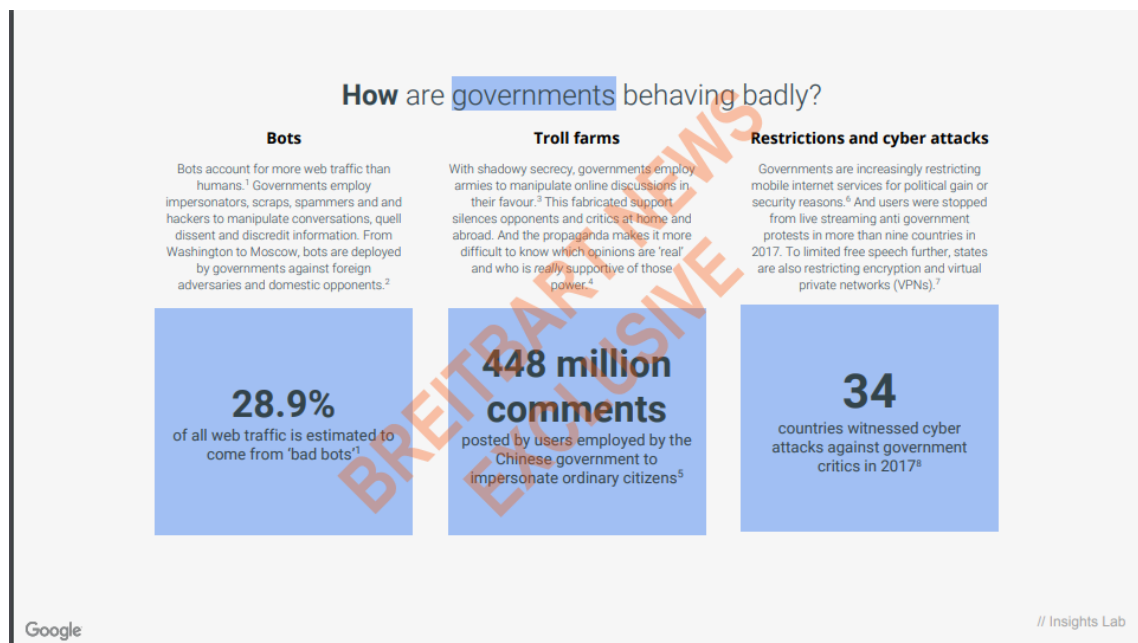 How are governments behaving badly?
Bots
Bots account for more web traffic than
humans.1 Governments employ
impersonators, scraps, spammers and and
hackers to manipulate conversations, quell
dissent and discredit information. From
Washington to Moscow, bots are deployed
by governments against foreign
adversaries and domestic opponents.2
28.9%
of all web traffic is estimated to
come from ‘bad bots’1
Troll farms
With shadowy secrecy, governments employ
armies to manipulate online discussions in
their favour.3 This fabricated support
silences opponents and critics at home and
abroad. And the propaganda makes it more
difficult to know which opinions are ‘real’
and who is really supportive of those
power.4
448 million
comments
posted by users employed by the
Chinese government to
impersonate ordinary citizens5
Restrictions and cyber attacks
Governments are increasingly restricting
mobile internet services for political gain or
security reasons.6 And users were stopped
from live streaming anti government
protests in more than nine countries in
2017. To limited free speech further, states
are also restricting encryption and virtual
private networks (VPNs).7
34
countries witnessed cyber
attacks against government
critics in 20178
BREITBART NEWS
EXCLUSIVE
Google
// Insights Lab